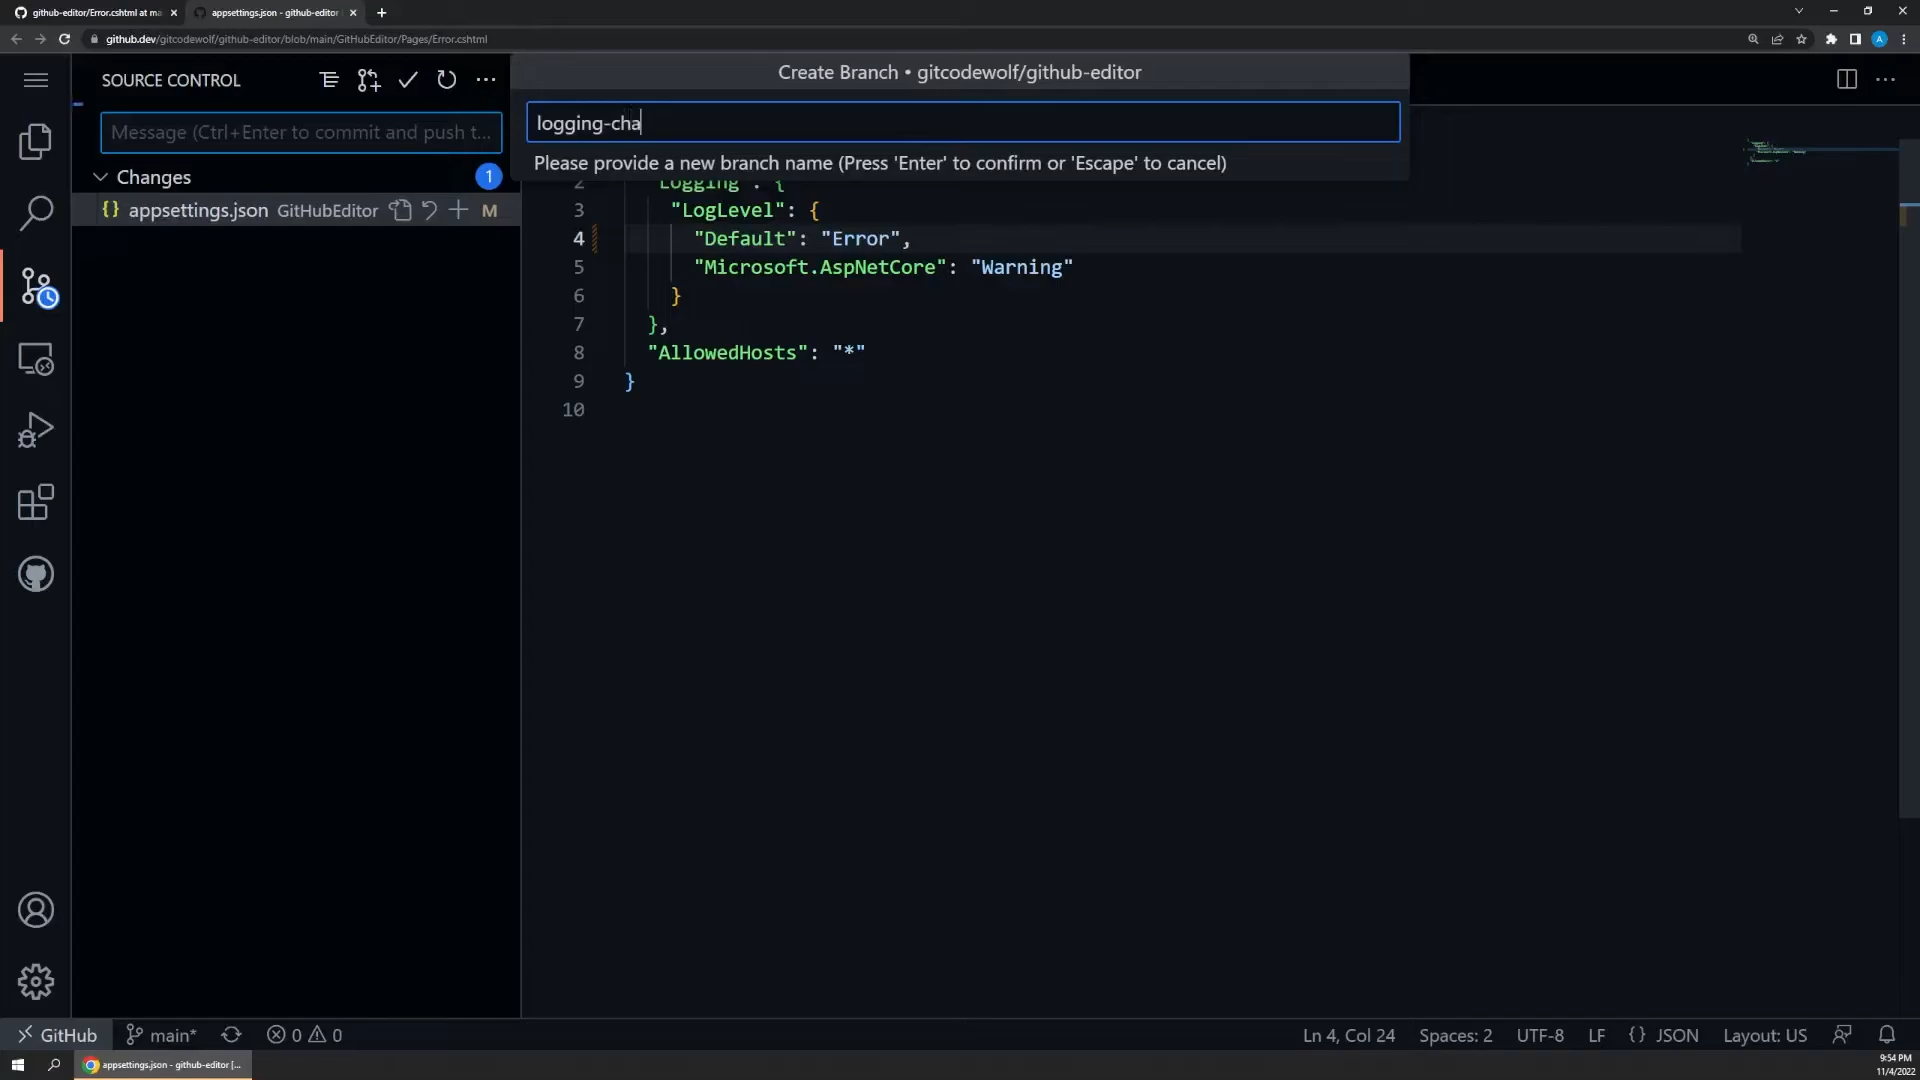 github-editor/Error.cshtml at ma
appsettings.json - github-editor
github.dev/gitcodewolf/github-editor/blob/main/GitHubEditor/Pages/Error.cshtml
A
SOURCE CONTROL
Create Branch • gitcodewolf/github-editor
Message (Ctrl+Enter to commit and push t...
logging-cha
Please provide a new branch name (Press 'Enter' to confirm or 'Escape' to cancel)
Changes
1
{} appsettings.json GitHubEditor M
2 "Logging": {
3 "LogLevel": {
4 "Default": "Error",
5 "Microsoft.AspNetCore": "Warning"
6 }
7 },
8 "AllowedHosts": "*"
9 }
10
GitHub
main*
0 0
Ln 4, Col 24
Spaces: 2
UTF-8
LF
{} JSON
Layout: US
appsettings.json - github-editor [...
9:54 PM
11/4/2022